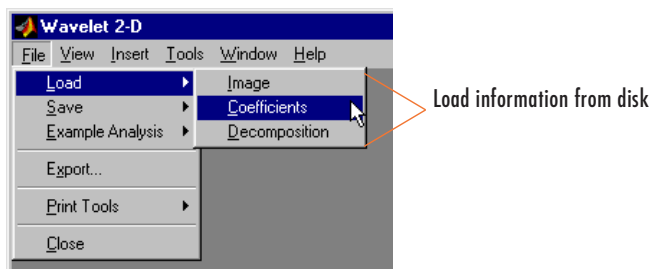 Wavelet 2-D
File View Insert Tools Window Help
Load
Save
Example Analysis
Export...
Print Tools
Close
Image
Coefficients
Decomposition
Load information from disk